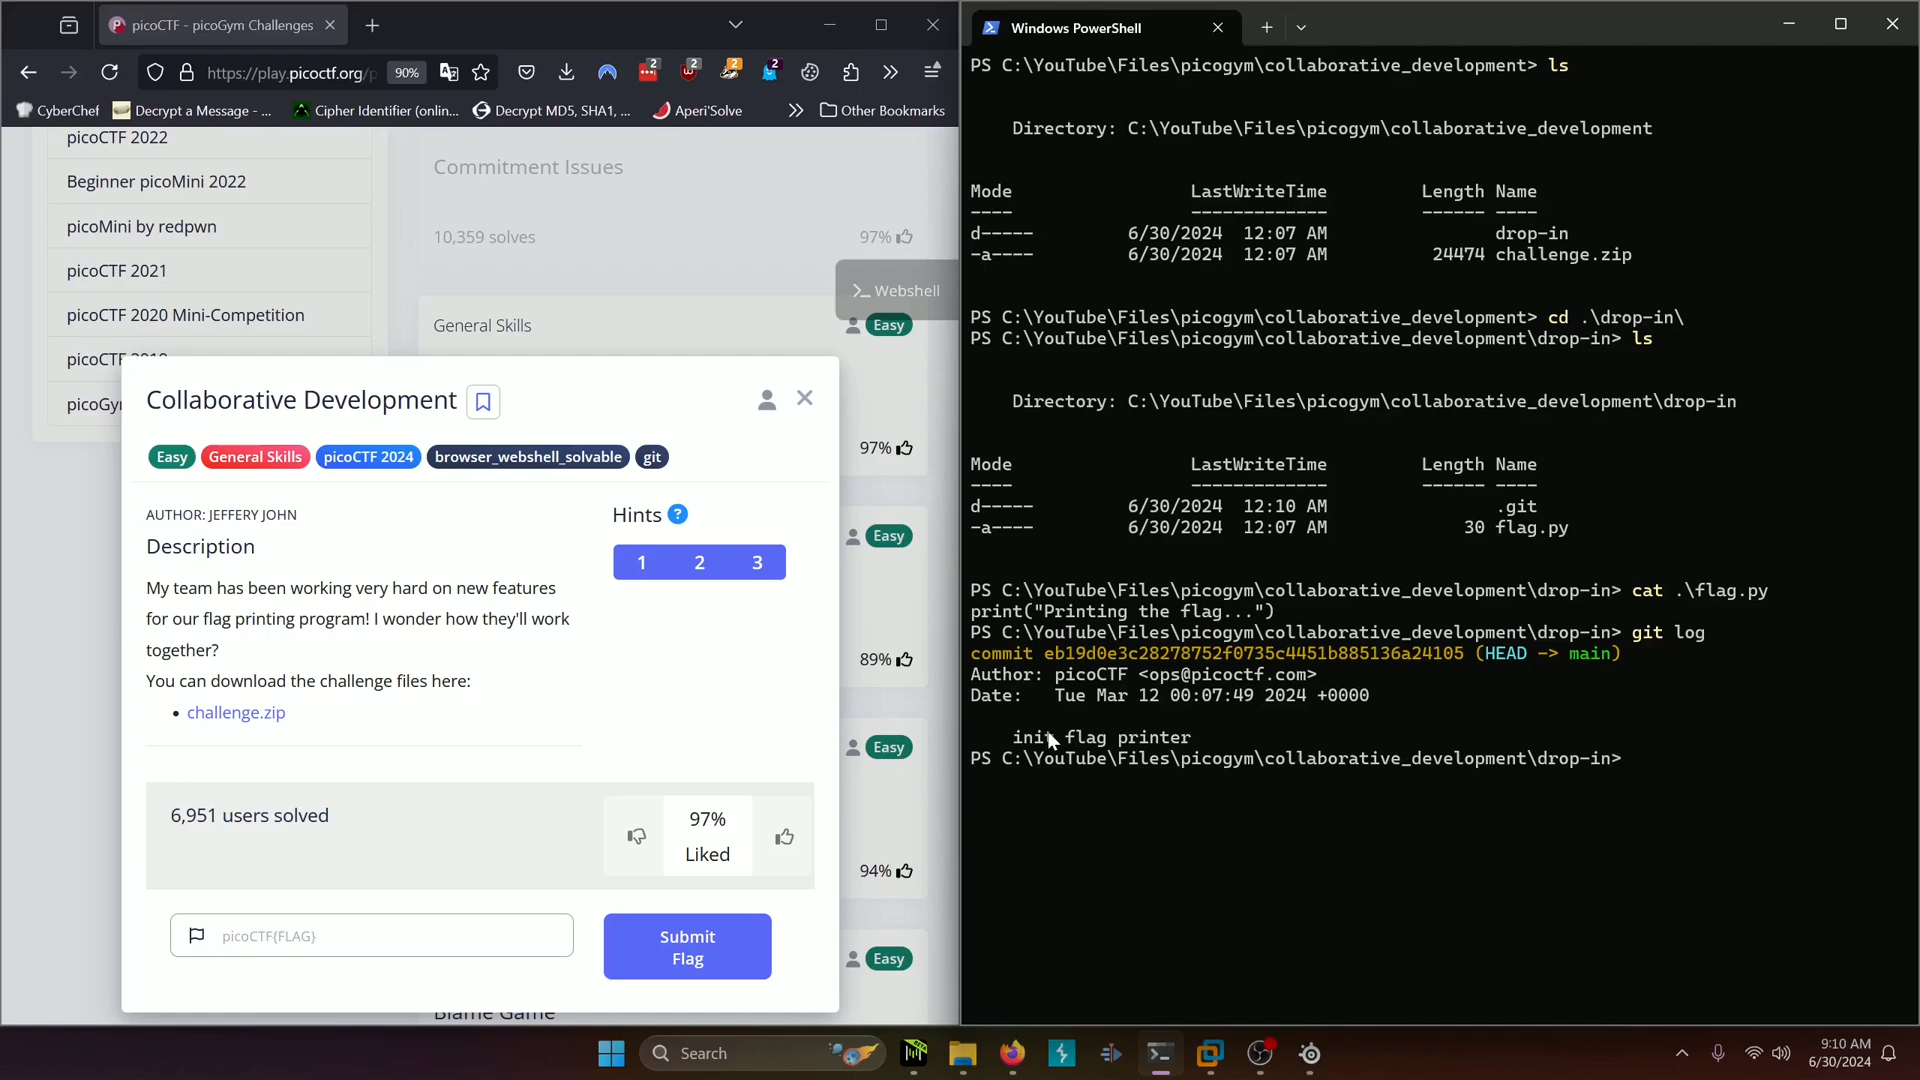 picoCTF - picoGym Challenges
https://play.picoctf.org/p
90%
2
2
2
2
CyberChef
Decrypt a Message - ...
Cipher Identifier (onlin...
Decrypt MD5, SHA1, ...
Aperi'Solve
Other Bookmarks
picoCTF 2022
Beginner picoMini 2022
picoMini by redpwn
picoCTF 2021
picoCTF 2020 Mini-Competition
picoCTF 2019
picoGy
Commitment Issues
10,359 solves
97%
Webshell
General Skills
Easy
97%
Easy
89%
Easy
94%
Easy
Blame Game
Collaborative Development
Easy
General Skills
picoCTF 2024
browser_webshell_solvable
git
AUTHOR: JEFFERY JOHN
Description
My team has been working very hard on new features
for our flag printing program! I wonder how they'll work
together?
You can download the challenge files here:
• challenge.zip
Hints ?
1 2 3
6,951 users solved
97%
Liked
picoCTF{FLAG}
Submit
Flag
Windows PowerShell
PS C:\YouTube\Files\picogym\collaborative_development> ls
Directory: C:\YouTube\Files\picogym\collaborative_development
Mode LastWriteTime Length Name
---- ------------- ------ ----
d----- 6/30/2024 12:07 AM drop-in
-a---- 6/30/2024 12:07 AM 24474 challenge.zip
PS C:\YouTube\Files\picogym\collaborative_development> cd .\drop-in\
PS C:\YouTube\Files\picogym\collaborative_development\drop-in> ls
Directory: C:\YouTube\Files\picogym\collaborative_development\drop-in
Mode LastWriteTime Length Name
---- ------------- ------ ----
d----- 6/30/2024 12:10 AM .git
-a---- 6/30/2024 12:07 AM 30 flag.py
PS C:\YouTube\Files\picogym\collaborative_development\drop-in> cat .\flag.py
print("Printing the flag...")
PS C:\YouTube\Files\picogym\collaborative_development\drop-in> git log
commit eb19d0e3c28278752f0735c4451b885136a24105 (HEAD -> main)
Author: picoCTF <ops@picoctf.com>
Date: Tue Mar 12 00:07:49 2024 +0000
init flag printer
PS C:\YouTube\Files\picogym\collaborative_development\drop-in>
Search
9:10 AM
6/30/2024